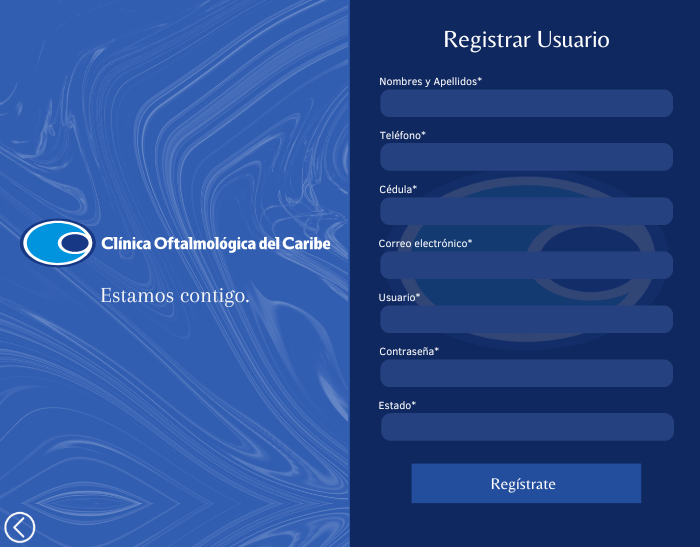 Clínica Oftalmológica del Caribe
Estamos contigo.
Registrar Usuario
Nombres y Apellidos*
Teléfono*
Cédula*
Correo electrónico*
Usuario*
Contraseña*
Estado*
Regístrate